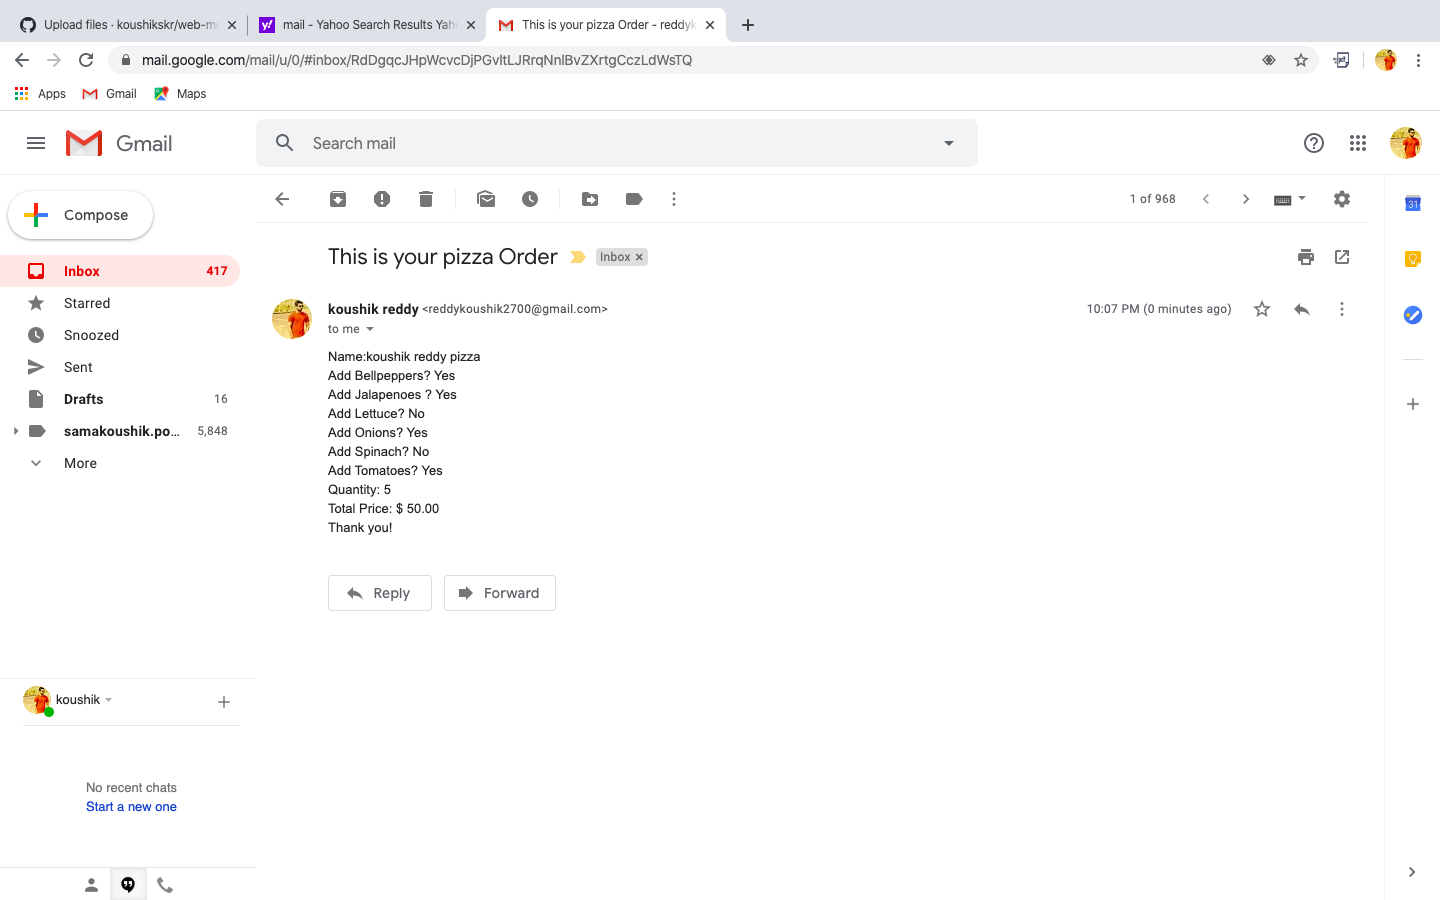 Upload files · koushikskr/web-mo
mail - Yahoo Search Results Yah
This is your pizza Order - reddyk
mail.google.com/mail/u/0/#inbox/RdDgqcJHpWcvcDjPGvltLJRrqNnlBvZXrtgCczLdWsTQ
Apps
Gmail
Maps
Gmail
Search mail
Compose
1 of 968
31
This is your pizza Order
Inbox
Inbox 417
koushik reddy <reddykoushik2700@gmail.com>
10:07 PM (0 minutes ago)
to me
Starred
Snoozed
Sent
Drafts 16
samakoushik.po... 5,848
More
Name:koushik reddy pizza
Add Bellpeppers? Yes
Add Jalapenoes ? Yes
Add Lettuce? No
Add Onions? Yes
Add Spinach? No
Add Tomatoes? Yes
Quantity: 5
Total Price: $ 50.00
Thank you!
Reply
Forward
koushik
No recent chats
Start a new one